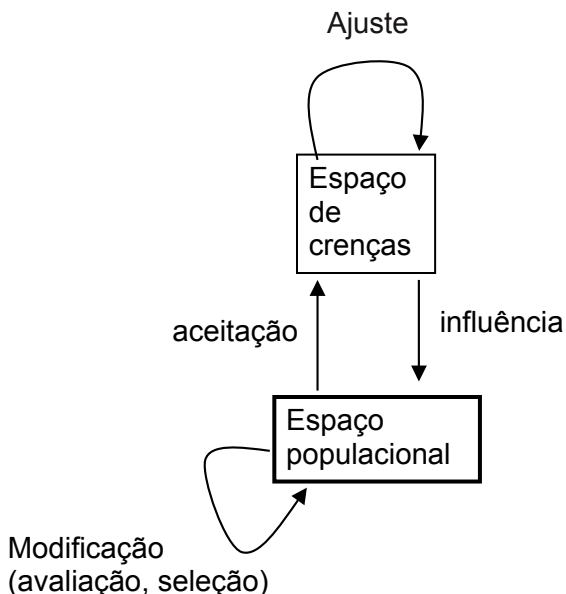 Ajuste
Espaço
de
crenças
aceitação
influência
Espaço
populacional
Modificação
(avaliação, seleção)